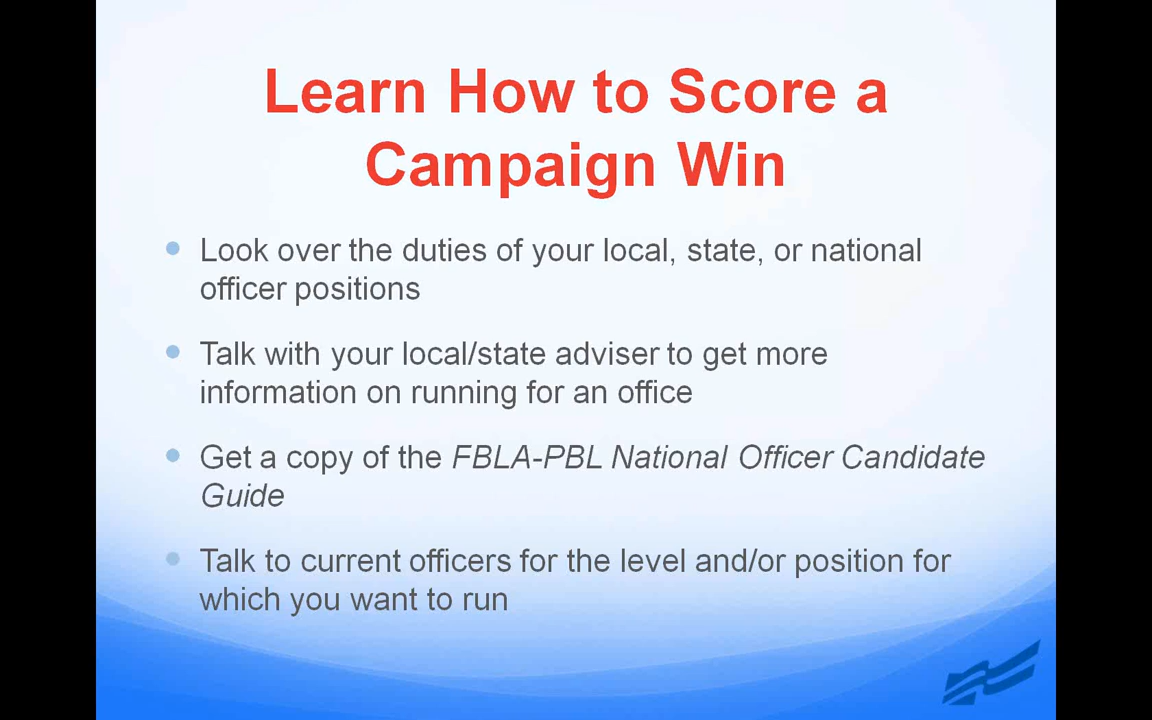 Learn How to Score a
Campaign Win
Look over the duties of your local, state, or national
officer positions
Talk with your local/state adviser to get more
information on running for an office
Get a copy of the FBLA-PBL National Officer Candidate
Guide
Talk to current officers for the level and/or position for
which you want to run